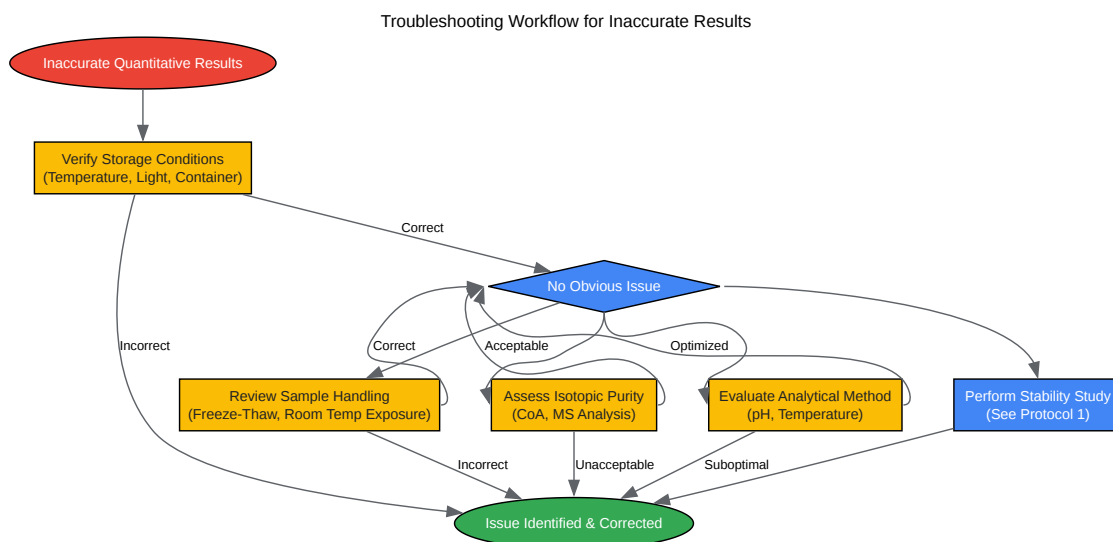 Troubleshooting Workflow for Inaccurate Results
Inaccurate Quantitative Results
Verify Storage Conditions
(Temperature, Light, Container)
Correct
No Obvious Issue
Incorrect
Correct
Acceptable
Optimized
Review Sample Handling
(Freeze-Thaw, Room Temp Exposure)
Assess Isotopic Purity
(CoA, MS Analysis)
Evaluate Analytical Method
(pH, Temperature)
Perform Stability Study
(See Protocol 1)
Incorrect
Unacceptable
Suboptimal
Issue Identified & Corrected